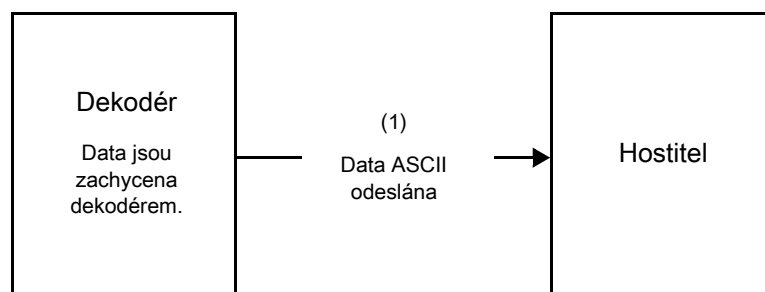 Dekodér
Data jsou
zachycena
dekodérem.
(1)
Data ASCII
odeslána
Hostitel